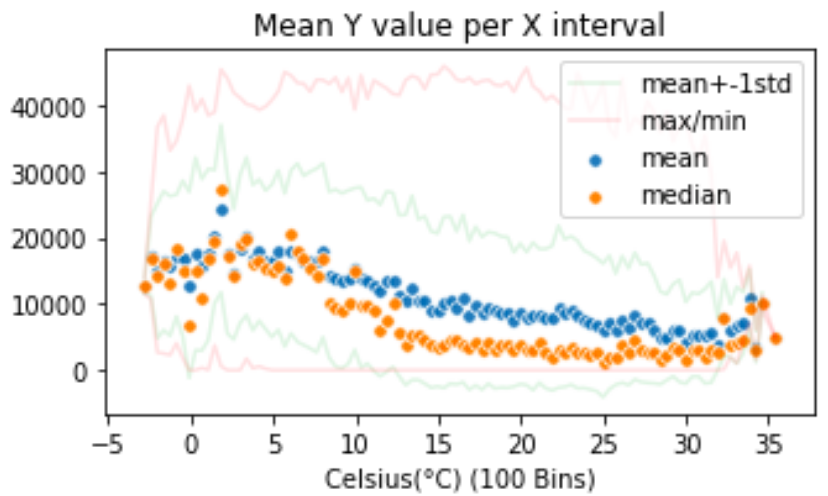 Mean Y value per X interval
40000
30000
20000
10000
0
mean+-1std
max/min
mean
median
−5 0 5 10 15 20 25 30 35
Celsius(°C) (100 Bins)